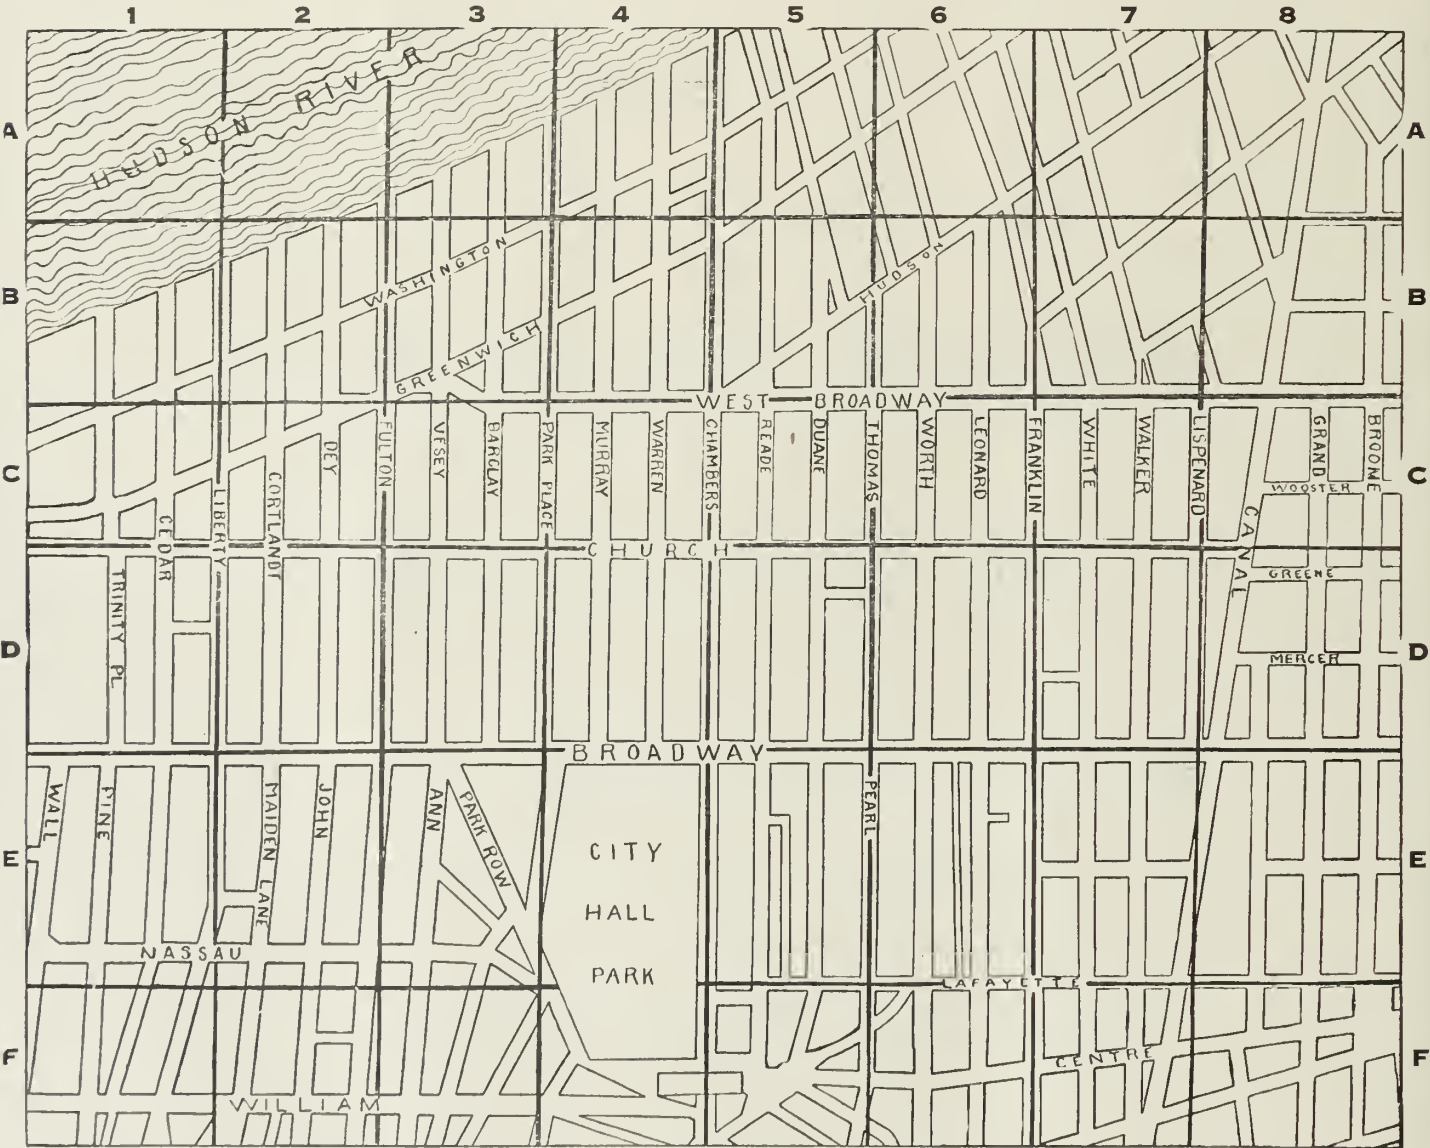 1 2 3 4 5 6 7 8
A A
HUDSON RIVER
B B
WASHINGTON
HUDSON
GREENWICH
WEST BROADWAY
C C
DEY
FULTON
VESEY
BARCLAY
PARK PLACE
MURRAY
WARREN
CHAMBERS
READE
DUANE
THOMAS
WORTH
LEONARD
FRANKLIN
WHITE
WALKER
LISPENARD
GRAND
BROOME
CORTLANDT
LIBERTY
CEDAR
WOOSTER
CANAL
CHURCH
TRINITY PL.
GREENE
D D
MERCER
BROADWAY
WALL
PINE
MAIDEN LANE
JOHN
ANN
PARK ROW
PEARL
E E
CITY
HALL
PARK
NASSAU
LAFAYETTE
F F
CENTRE
WILLIAM